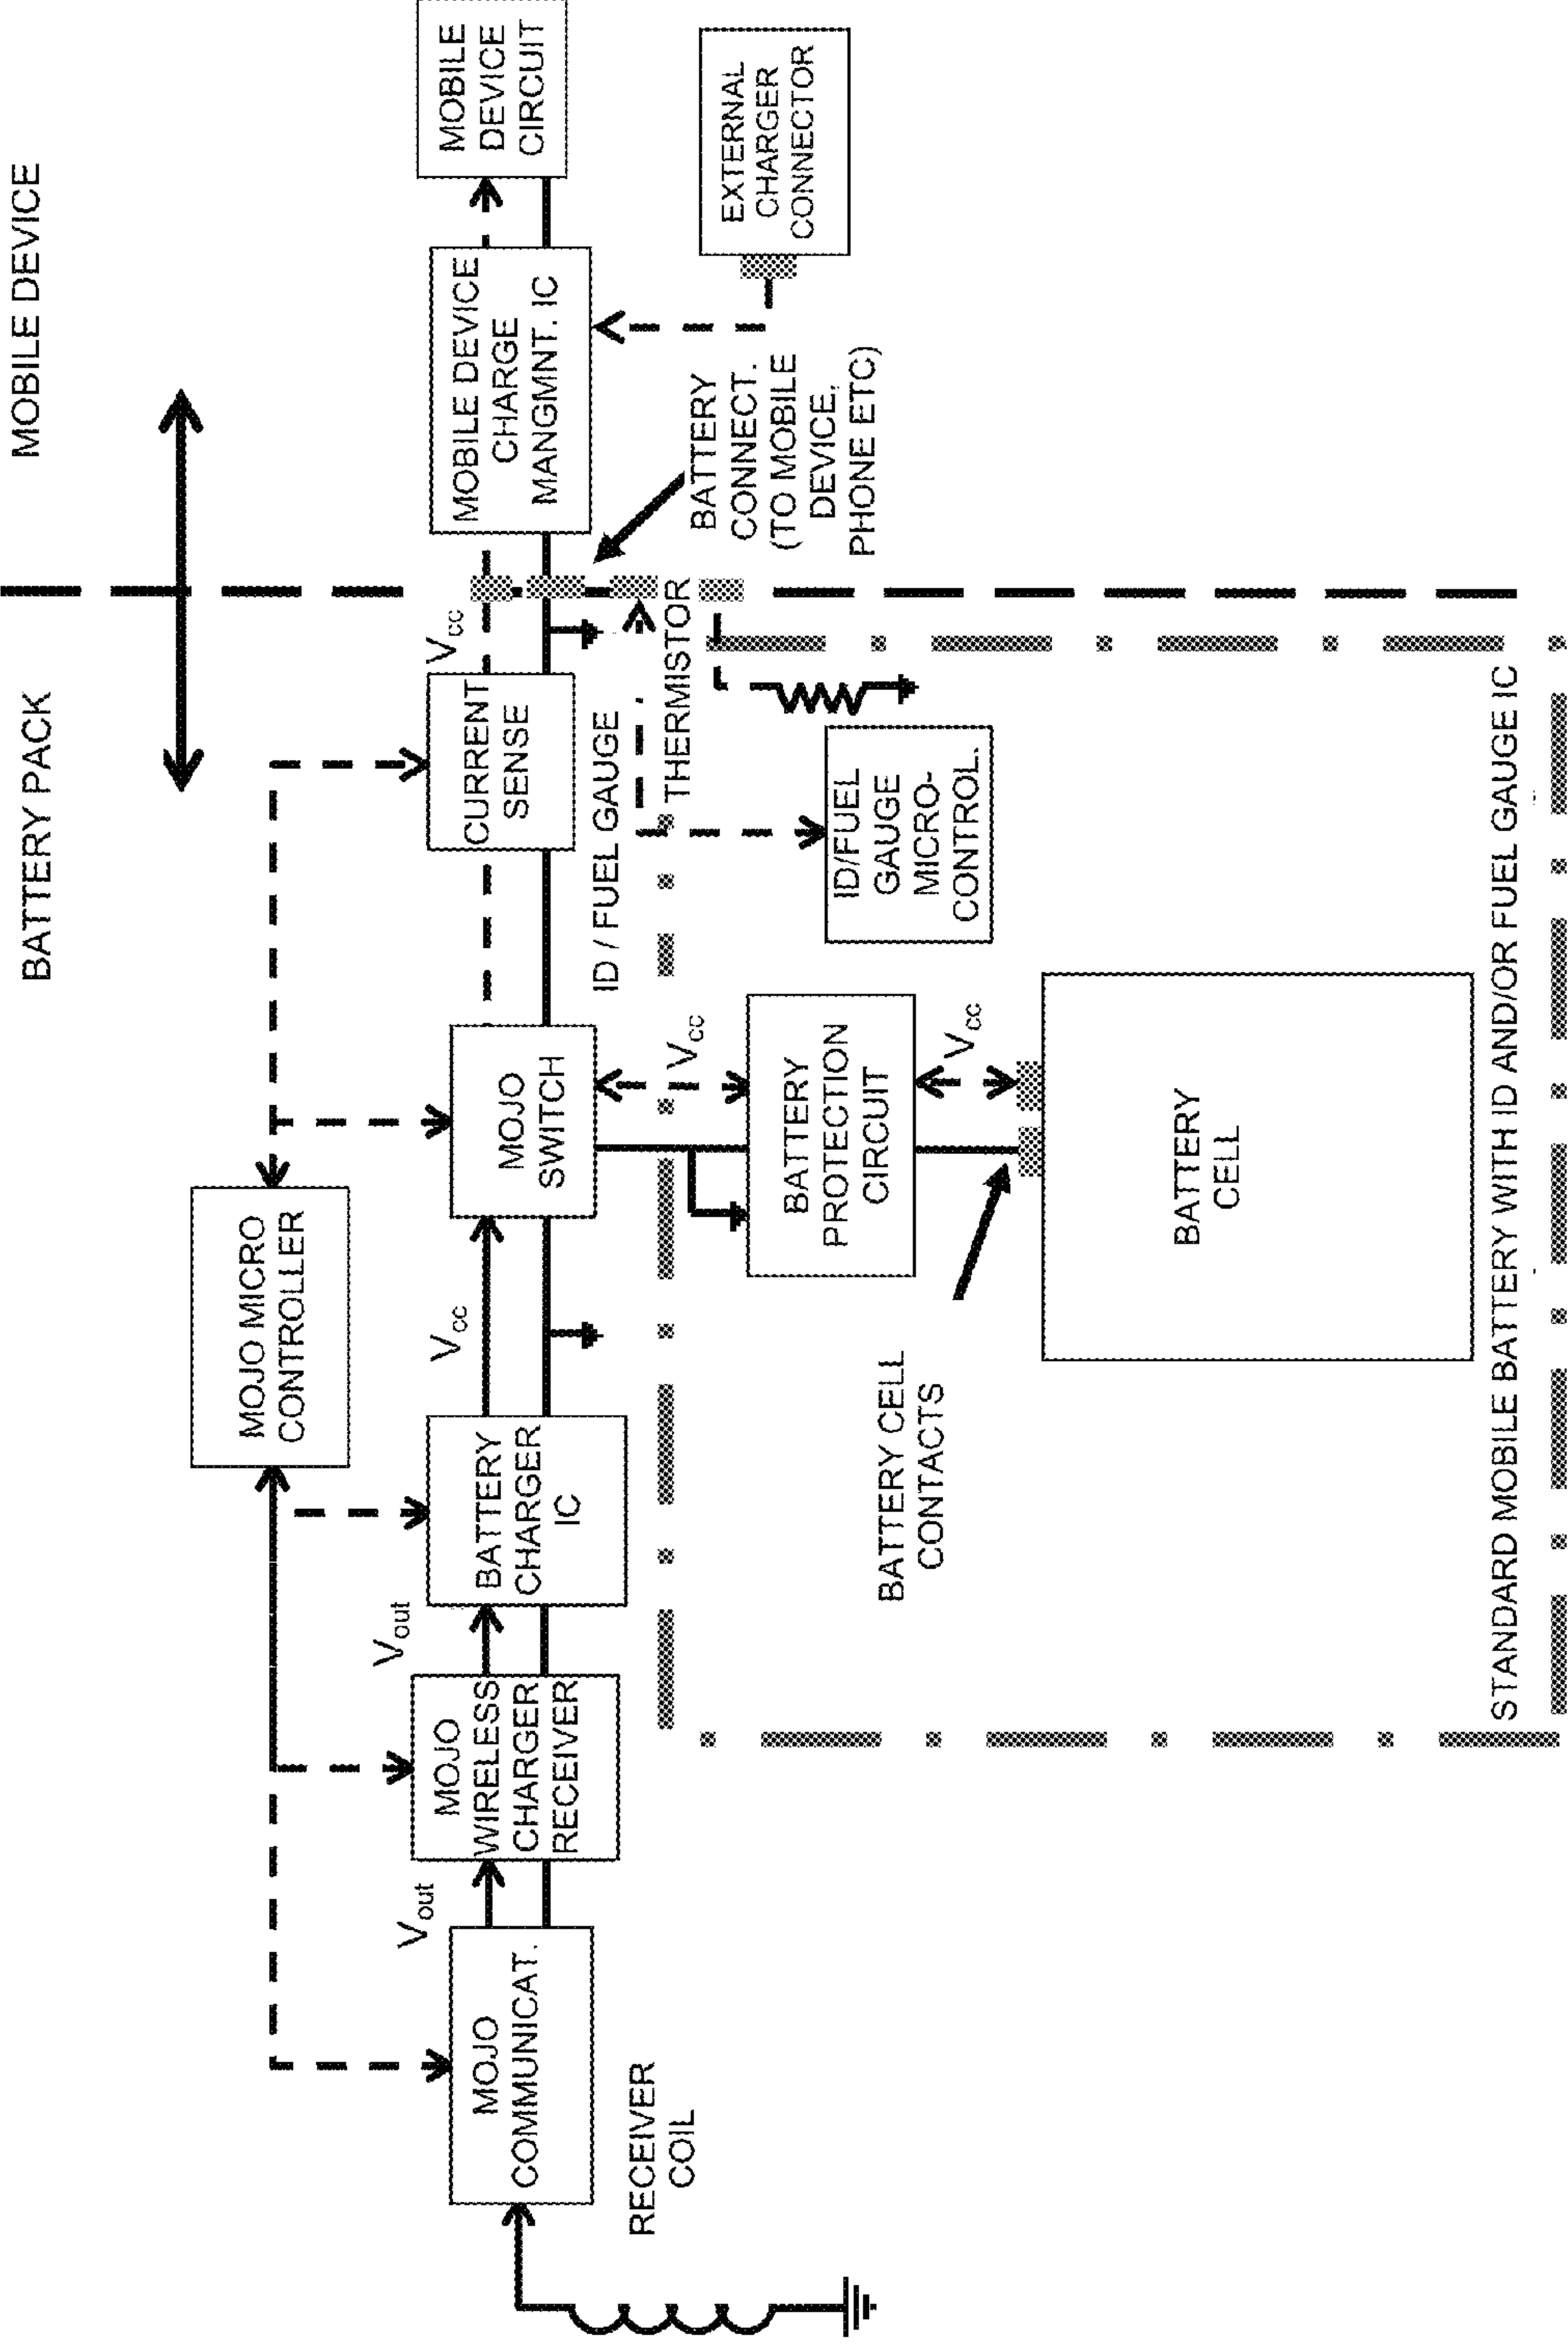 BATTERY PACK
MOBILE DEVICE
MOJO MICRO
CONTROLLER
RECEIVER
COIL
MOJO
COMMUNICAT.
Vout
MOJO
WIRELESS
CHARGER
RECEIVER
Vout
BATTERY
CHARGER
IC
Vcc
MOJO
SWITCH
CURRENT
SENSE
Vcc
MOBILE DEVICE
CHARGE
MANGMNT. IC
MOBILE
DEVICE
CIRCUIT
ID / FUEL GAUGE
THERMISTOR
BATTERY
CONNECT.
(TO MOBILE
DEVICE,
PHONE ETC)
EXTERNAL
CHARGER
CONNECTOR
Vcc
BATTERY
PROTECTION
CIRCUIT
ID/FUEL
GAUGE
MICRO-
CONTROL.
Vcc
BATTERY CELL
CONTACTS
BATTERY
CELL
STANDARD MOBILE BATTERY WITH ID AND/OR FUEL GAUGE IC